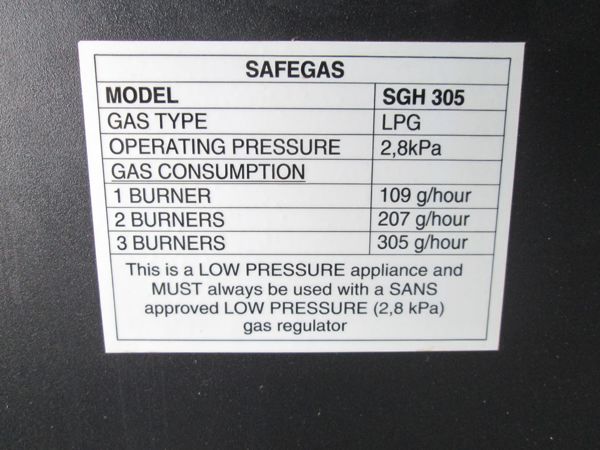 SAFEGAS
MODEL SGH 305
GAS TYPE LPG
OPERATING PRESSURE 2,8kPa
GAS CONSUMPTION
1 BURNER 109 g/hour
2 BURNERS 207 g/hour
3 BURNERS 305 g/hour
This is a LOW PRESSURE appliance and
MUST always be used with a SANS
approved LOW PRESSURE (2,8 kPa)
gas regulator